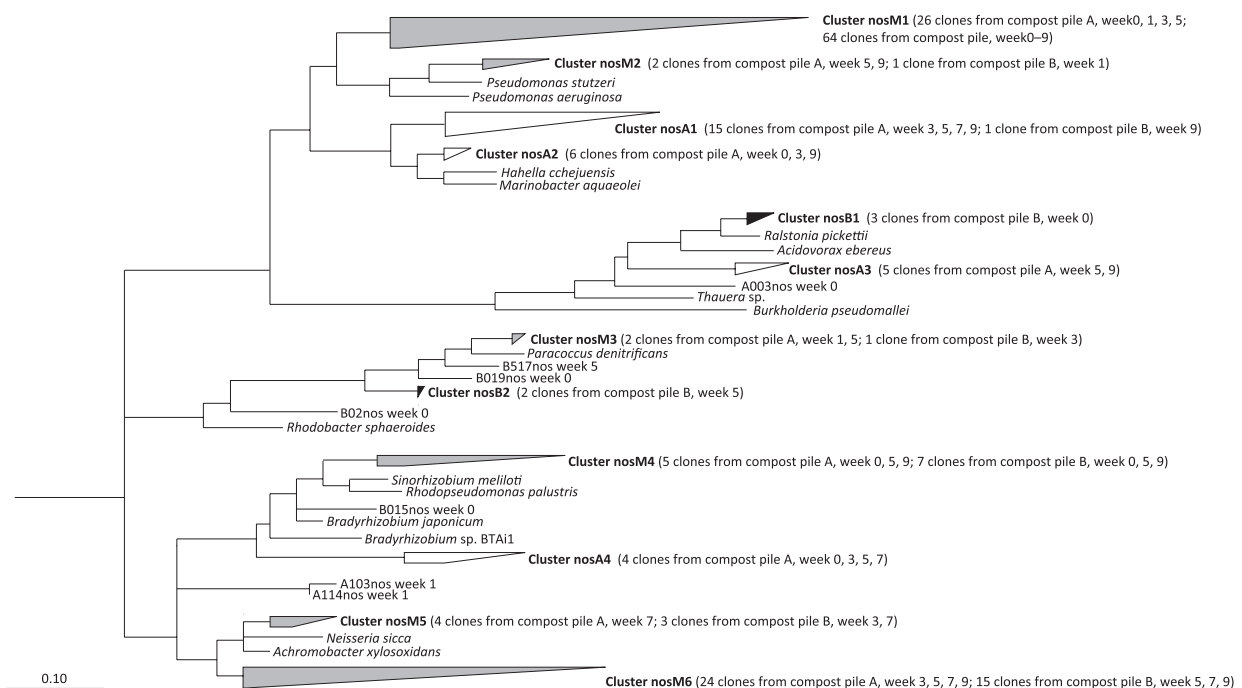 Cluster nosM1 (26 clones from compost pile A, week0, 1, 3, 5;
64 clones from compost pile, week0–9)
Cluster nosM2 (2 clones from compost pile A, week 5, 9; 1 clone from compost pile B, week 1)
Pseudomonas stutzeri
Pseudomonas aeruginosa
Cluster nosA1 (15 clones from compost pile A, week 3, 5, 7, 9; 1 clone from compost pile B, week 9)
Cluster nosA2 (6 clones from compost pile A, week 0, 3, 9)
Hahella cchejuensis
Marinobacter aquaeolei
Cluster nosB1 (3 clones from compost pile B, week 0)
Ralstonia pickettii
Acidovorax ebereus
Cluster nosA3 (5 clones from compost pile A, week 5, 9)
A003nos week 0
Thauera sp.
Burkholderia pseudomallei
Cluster nosM3 (2 clones from compost pile A, week 1, 5; 1 clone from compost pile B, week 3)
Paracoccus denitrificans
B517nos week 5
B019nos week 0
Cluster nosB2 (2 clones from compost pile B, week 5)
B02nos week 0
Rhodobacter sphaeroides
Cluster nosM4 (5 clones from compost pile A, week 0, 5, 9; 7 clones from compost pile B, week 0, 5, 9)
Sinorhizobium meliloti
Rhodopseudomonas palustris
B015nos week 0
Bradyrhizobium japonicum
Bradyrhizobium sp. BTAi1
Cluster nosA4 (4 clones from compost pile A, week 0, 3, 5, 7)
A103nos week 1
A114nos week 1
Cluster nosM5 (4 clones from compost pile A, week 7; 3 clones from compost pile B, week 3, 7)
Neisseria sicca
Achromobacter xylosoxidans
0.10
Cluster nosM6 (24 clones from compost pile A, week 3, 5, 7, 9; 15 clones from compost pile B, week 5, 7, 9)